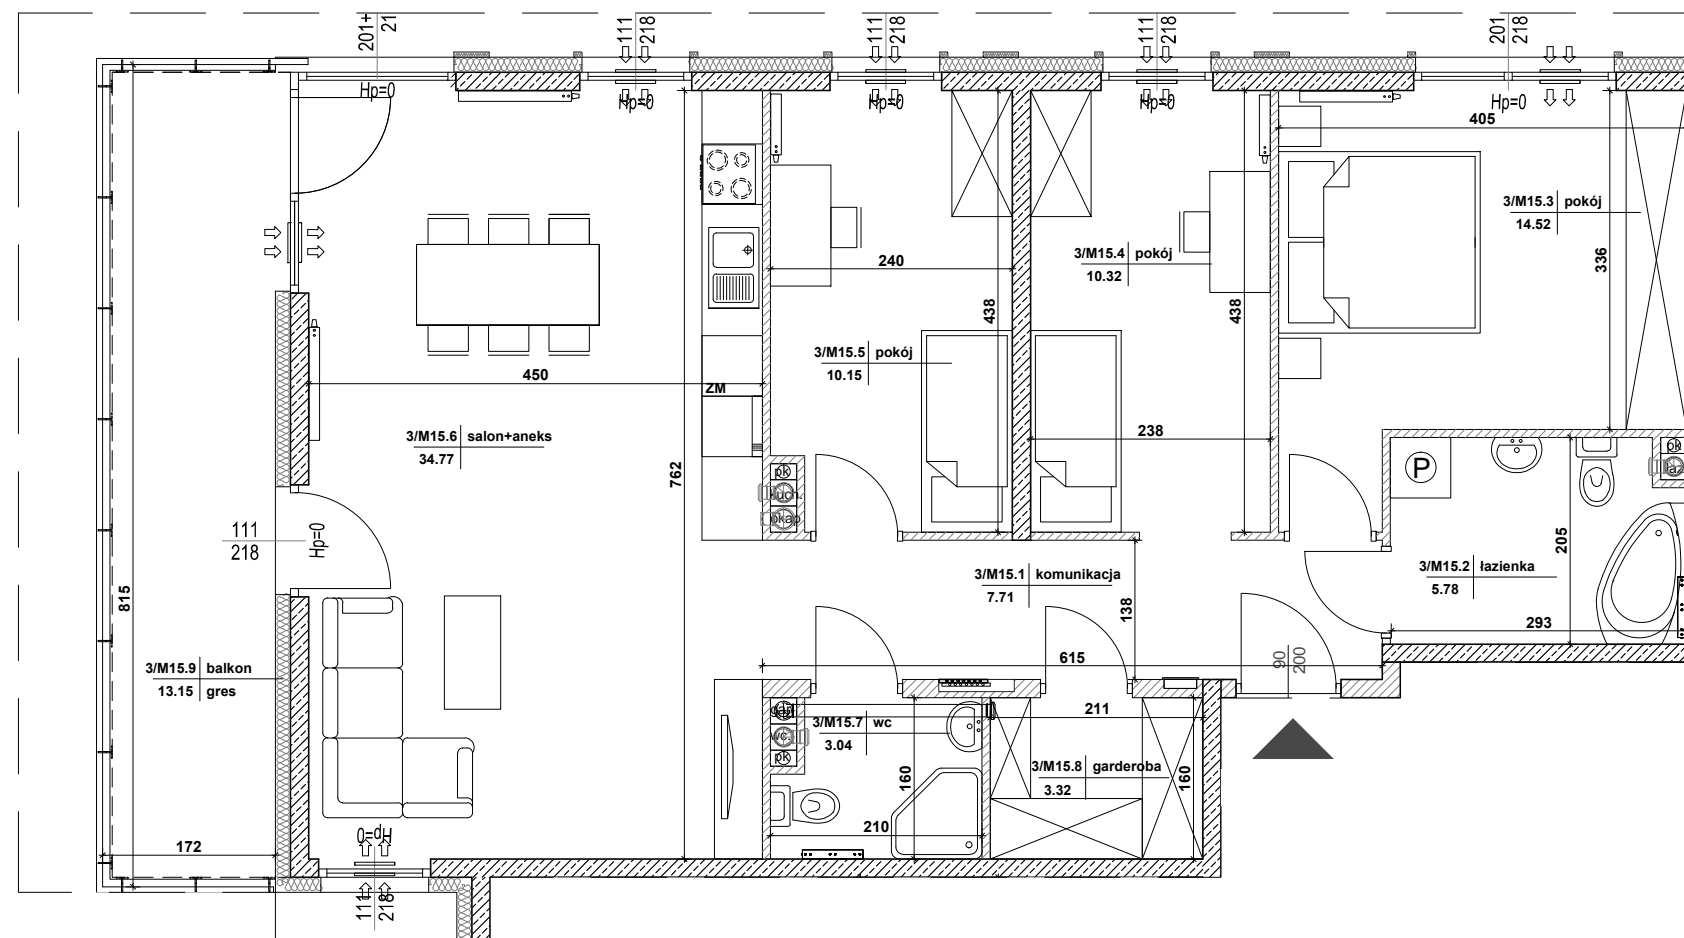 201+
21
111
218
111
218
111
218
201
218
Hp=0
Hp=0
Hp=0
Hp=0
Hp=0
405
3/M15.3 pokój
14.52
336
240
3/M15.4 pokój
10.32
438
438
3/M15.5 pokój
10.15
450
ZM
238
3/M15.6 salon+aneks
34.77
762
pk
kuch.
okap
P
pk
205
111
218
Hp=0
3/M15.2 łazienka
5.78
3/M15.1 komunikacja
7.71
138
815
293
615
90
200
3/M15.9 balkon
13.15 gres
211
3/M15.7 wc
3.04
wc
pk
3/M15.8 garderoba
3.32
160
160
210
172
Hp=0
111
218